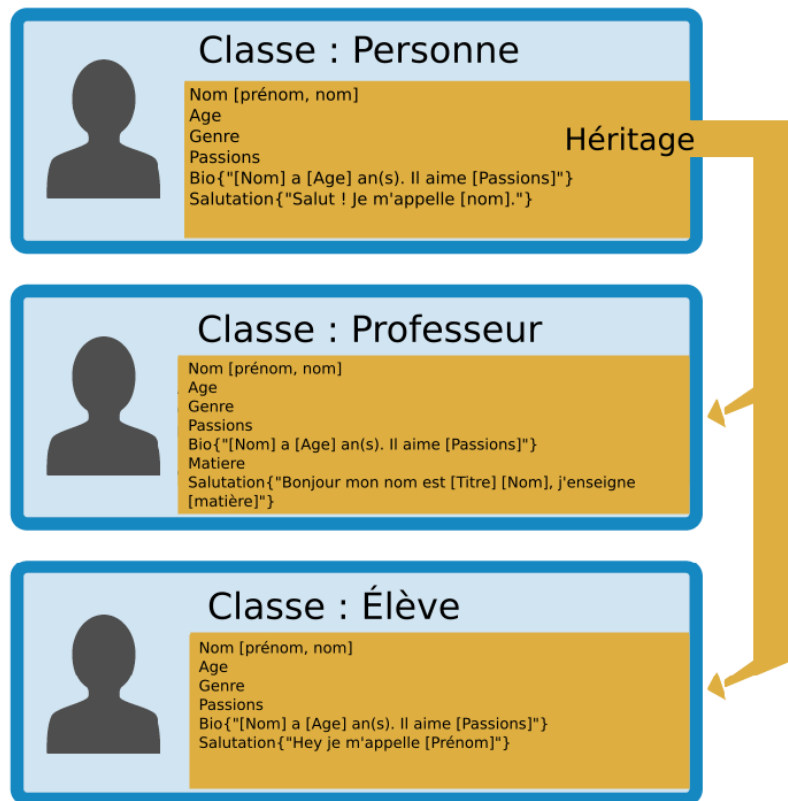 Classe : Personne
Nom [prénom, nom]
Age
Genre
Passions
Bio{"[Nom] a [Age] an(s). Il aime [Passions]"}
Salutation{"Salut ! Je m'appelle [nom]."}
Héritage
Classe : Professeur
Nom [prénom, nom]
Age
Genre
Passions
Bio{"[Nom] a [Age] an(s). Il aime [Passions]"}
Matiere
Salutation{"Bonjour mon nom est [Titre] [Nom], j'enseigne
[matière]"}
Classe : Élève
Nom [prénom, nom]
Age
Genre
Passions
Bio{"[Nom] a [Age] an(s). Il aime [Passions]"}
Salutation{"Hey je m'appelle [Prénom]"}